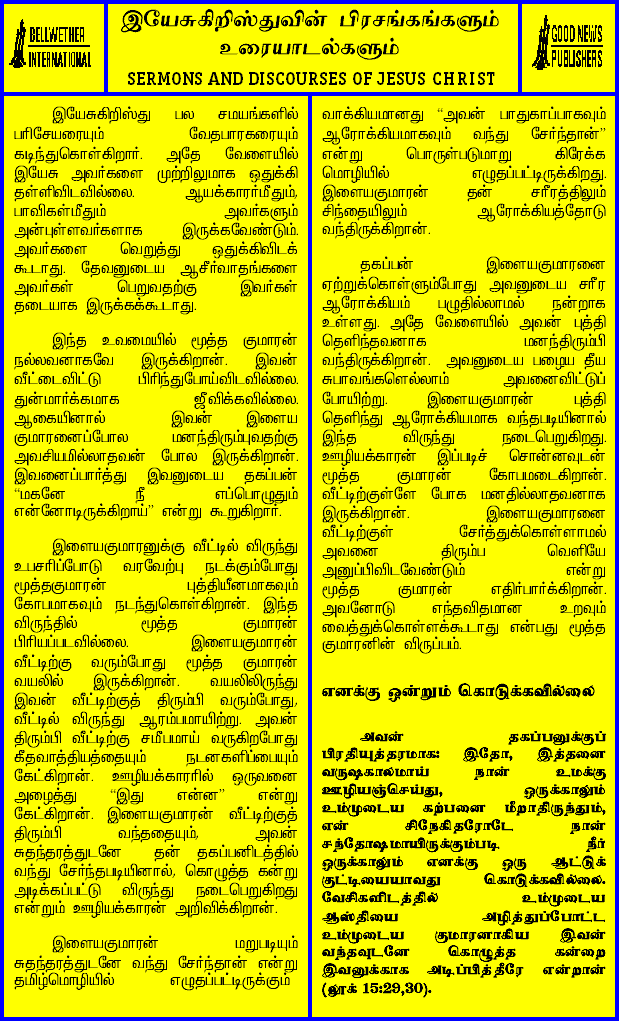 BELLWETHER
INTERNATIONAL
இயேசுகிறிஸ்துவின் பிரசங்கங்களும்
உரையாடல்களும்
SERMONS AND DISCOURSES OF JESUS CHRIST
GOOD NEWS
PUBLISHERS
இயேசுகிறிஸ்து பல சமயங்களில்
பரிசேயரையும் வேதபாரகரையும்
கடிந்துகொள்கிறார். அதே வேளையில்
இயேசு அவர்களை முற்றிலுமாக ஒதுக்கி
தள்ளிவிடவில்லை. ஆயக்காரர்மீதும்,
பாவிகள்மீதும் அவர்களும்
அன்புள்ளவர்களாக இருக்கவேண்டும்.
அவர்களை வெறுத்து ஒதுக்கிவிடக்
கூடாது. தேவனுடைய ஆசீர்வாதங்களை
அவர்கள் பெறுவதற்கு இவர்கள்
தடையாக இருக்கக்கூடாது.
இந்த உவமையில் மூத்த குமாரன்
நல்லவனாகவே இருக்கிறான். இவன்
வீட்டைவிட்டு பிரிந்துபோய்விடவில்லை.
துன்மார்க்கமாக ஜீவிக்கவில்லை.
ஆகையினால் இவன் இளைய
குமாரனைப்போல மனந்திரும்புவதற்கு
அவசியமில்லாதவன் போல இருக்கிறான்.
இவனைப்பார்த்து இவனுடைய தகப்பன்
“மகனே நீ எப்பொழுதும்
என்னோடிருக்கிறாய்” என்று கூறுகிறார்.
இளையகுமாரனுக்கு வீட்டில் விருந்து
உபசரிப்போடு வரவேற்பு நடக்கும்போது
மூத்தகுமாரன் புத்தியீனமாகவும்
கோபமாகவும் நடந்துகொள்கிறான். இந்த
விருந்தில் மூத்த குமாரன்
பிரியப்படவில்லை. இளையகுமாரன்
வீட்டிற்கு வரும்போது மூத்த குமாரன்
வயலில் இருக்கிறான். வயலிலிருந்து
இவன் வீட்டிற்குத் திரும்பி வரும்போது,
வீட்டில் விருந்து ஆரம்பமாயிற்று. அவன்
திரும்பி வீட்டிற்கு சமீபமாய் வருகிறபோது
கீதவாத்தியத்தையும் நடனகளிப்பையும்
கேட்கிறான். ஊழியக்காரரில் ஒருவனை
அழைத்து “இது என்ன” என்று
கேட்கிறான். இளையகுமாரன் வீட்டிற்குத்
திரும்பி வந்ததையும், அவன்
சுதந்தரத்துடனே தன் தகப்பனிடத்தில்
வந்து சேர்ந்தபடியினால், கொழுத்த கன்று
அடிக்கப்பட்டு விருந்து நடைபெறுகிறது
என்றும் ஊழியக்காரன் அறிவிக்கிறான்.
இளையகுமாரன் மறுபடியும்
சுதந்தரத்துடனே வந்து சேர்ந்தான் என்று
தமிழ்மொழியில் எழுதப்பட்டிருக்கும்
வாக்கியமானது “அவன் பாதுகாப்பாகவும்
ஆரோக்கியமாகவும் வந்து சேர்ந்தான்”
என்று பொருள்படுமாறு கிரேக்க
மொழியில் எழுதப்பட்டிருக்கிறது.
இளையகுமாரன் தன் சரீரத்திலும்
சிந்தையிலும் ஆரோக்கியத்தோடு
வந்திருக்கிறான்.
தகப்பன் இளையகுமாரனை
ஏற்றுக்கொள்ளும்போது அவனுடைய சரீர
ஆரோக்கியம் பழுதில்லாமல் நன்றாக
உள்ளது. அதே வேளையில் அவன் புத்தி
தெளிந்தவனாக மனந்திரும்பி
வந்திருக்கிறான். அவனுடைய பழைய தீய
சுபாவங்களெல்லாம் அவனைவிட்டுப்
போயிற்று. இளையகுமாரன் புத்தி
தெளிந்து ஆரோக்கியமாக வந்தபடியினால்
இந்த விருந்து நடைபெறுகிறது.
ஊழியக்காரன் இப்படிச் சொன்னவுடன்
மூத்த குமாரன் கோபமடைகிறான்.
வீட்டிற்குள்ளே போக மனதில்லாதவனாக
இருக்கிறான். இளையகுமாரனை
வீட்டிற்குள் சேர்த்துக்கொள்ளாமல்
அவனை திரும்ப வெளியே
அனுப்பிவிடவேண்டும் என்று
மூத்த குமாரன் எதிர்பார்க்கிறான்.
அவனோடு எந்தவிதமான உறவும்
வைத்துக்கொள்ளக்கூடாது என்பது மூத்த
குமாரனின் விருப்பம்.
எனக்கு ஒன்றும் கொடுக்கவில்லை
அவன் தகப்பனுக்குப்
பிரதியுத்தரமாக: இதோ, இத்தனை
வருஷகாலமாய் நான் உமக்கு
ஊழியஞ்செய்து, ஒருக்காலும்
உம்முடைய கற்பனை மீறாதிருந்தும்,
என் சிநேகிதரோடே நான்
சந்தோஷமாயிருக்கும்படி நீர்
ஒருக்காலும் எனக்கு ஒரு ஆட்டுக்
குட்டியையாவது கொடுக்கவில்லை.
வேசிகளிடத்தில் உம்முடைய
ஆஸ்தியை அழித்துப்போட்ட
உம்முடைய குமாரனாகிய இவன்
வந்தவுடனே கொழுத்த கன்றை
இவனுக்காக அடிப்பித்தீரே என்றான்
(லூக் 15:29,30).